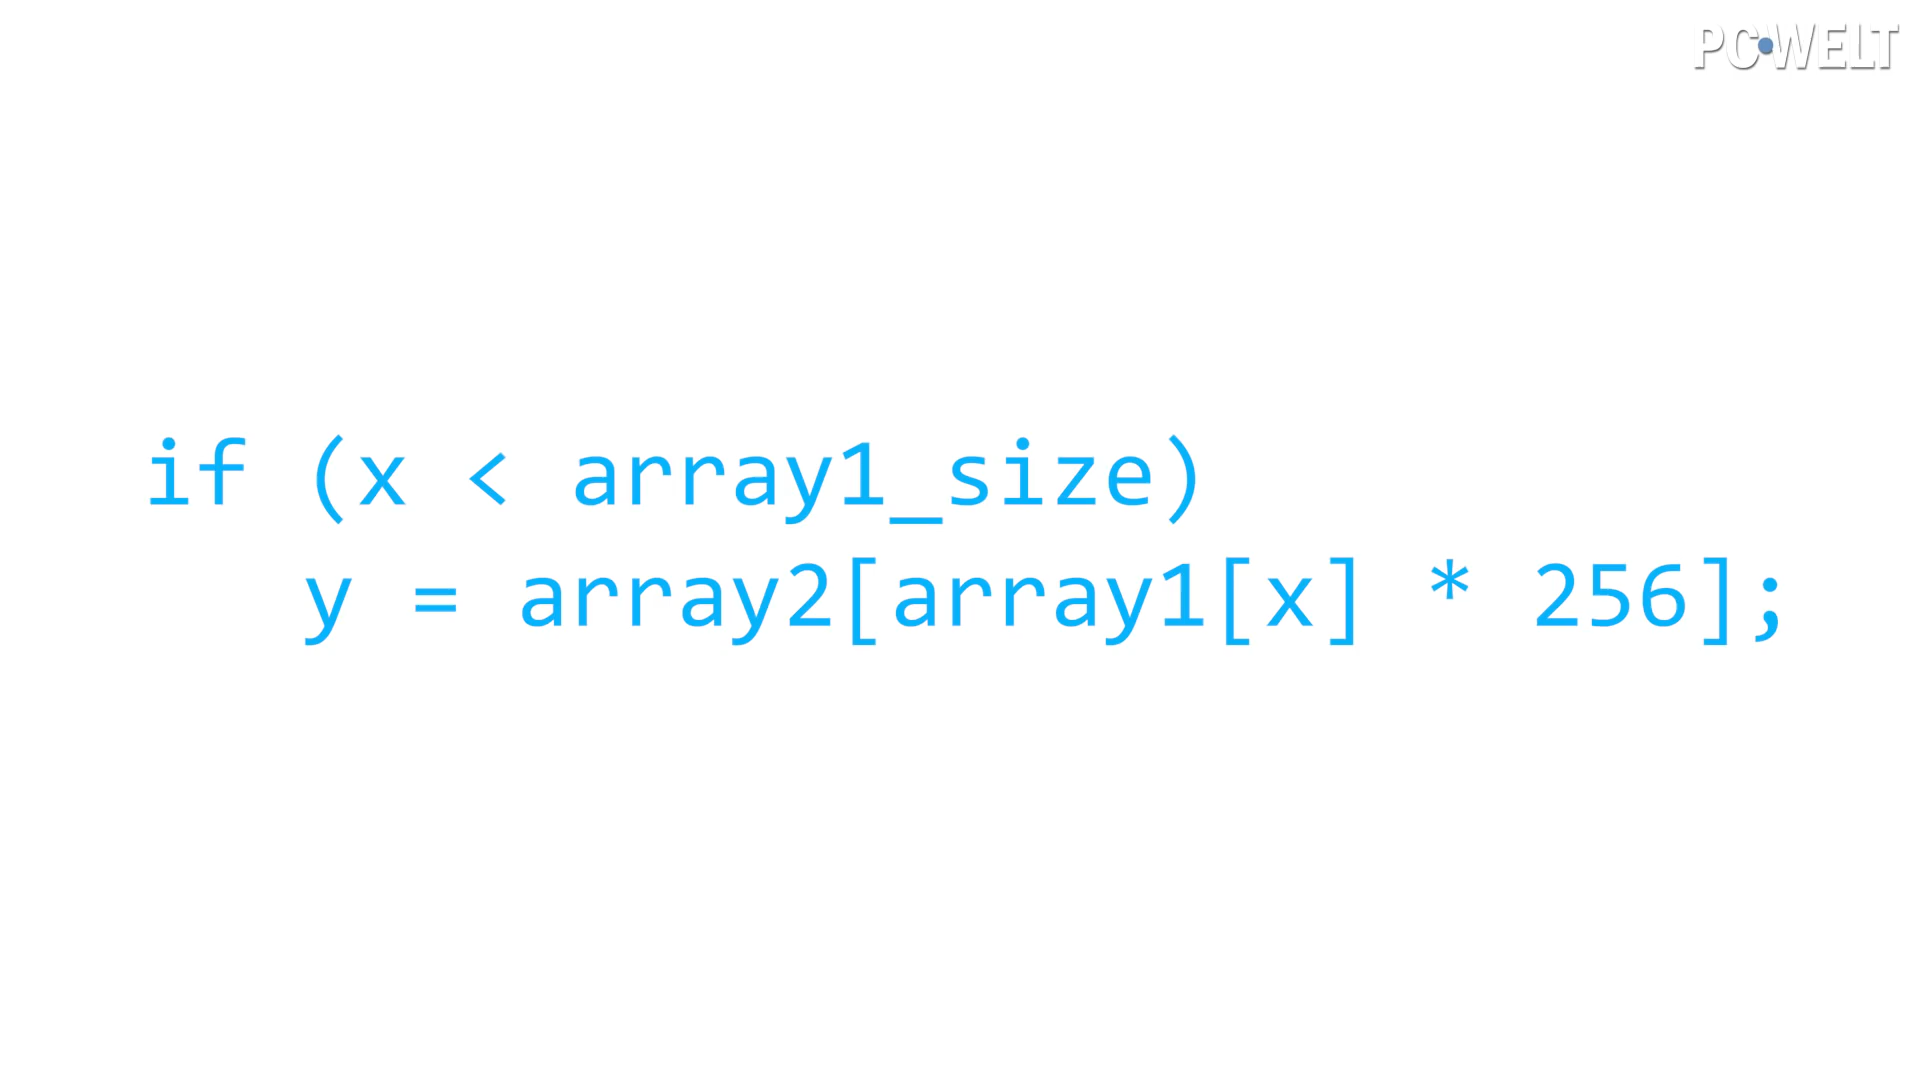 PC WELT
if (x < array1_size)
y = array2[array1[x] * 256];